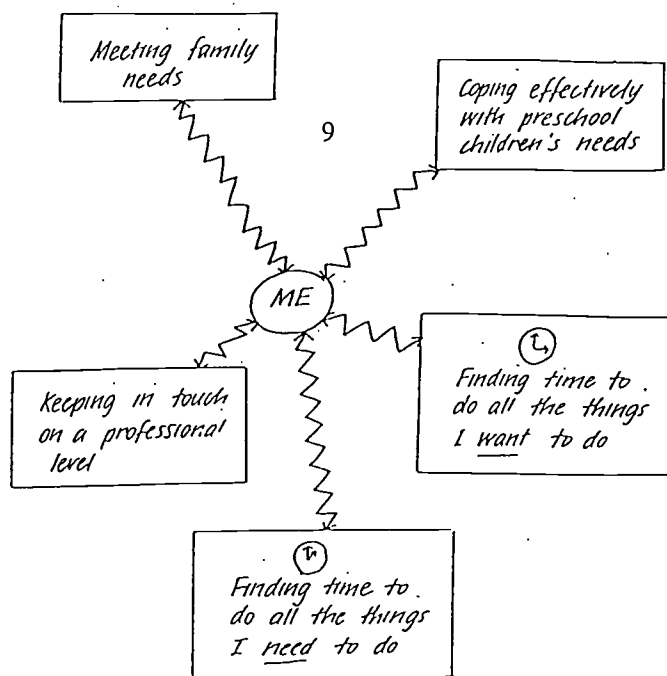 Meeting family
needs
Coping effectively
with preschool
children's needs
9
ME
Finding time to
do all the things
I want to do
Keeping in touch
on a professional
level
Finding time to
do all the things
I need to do